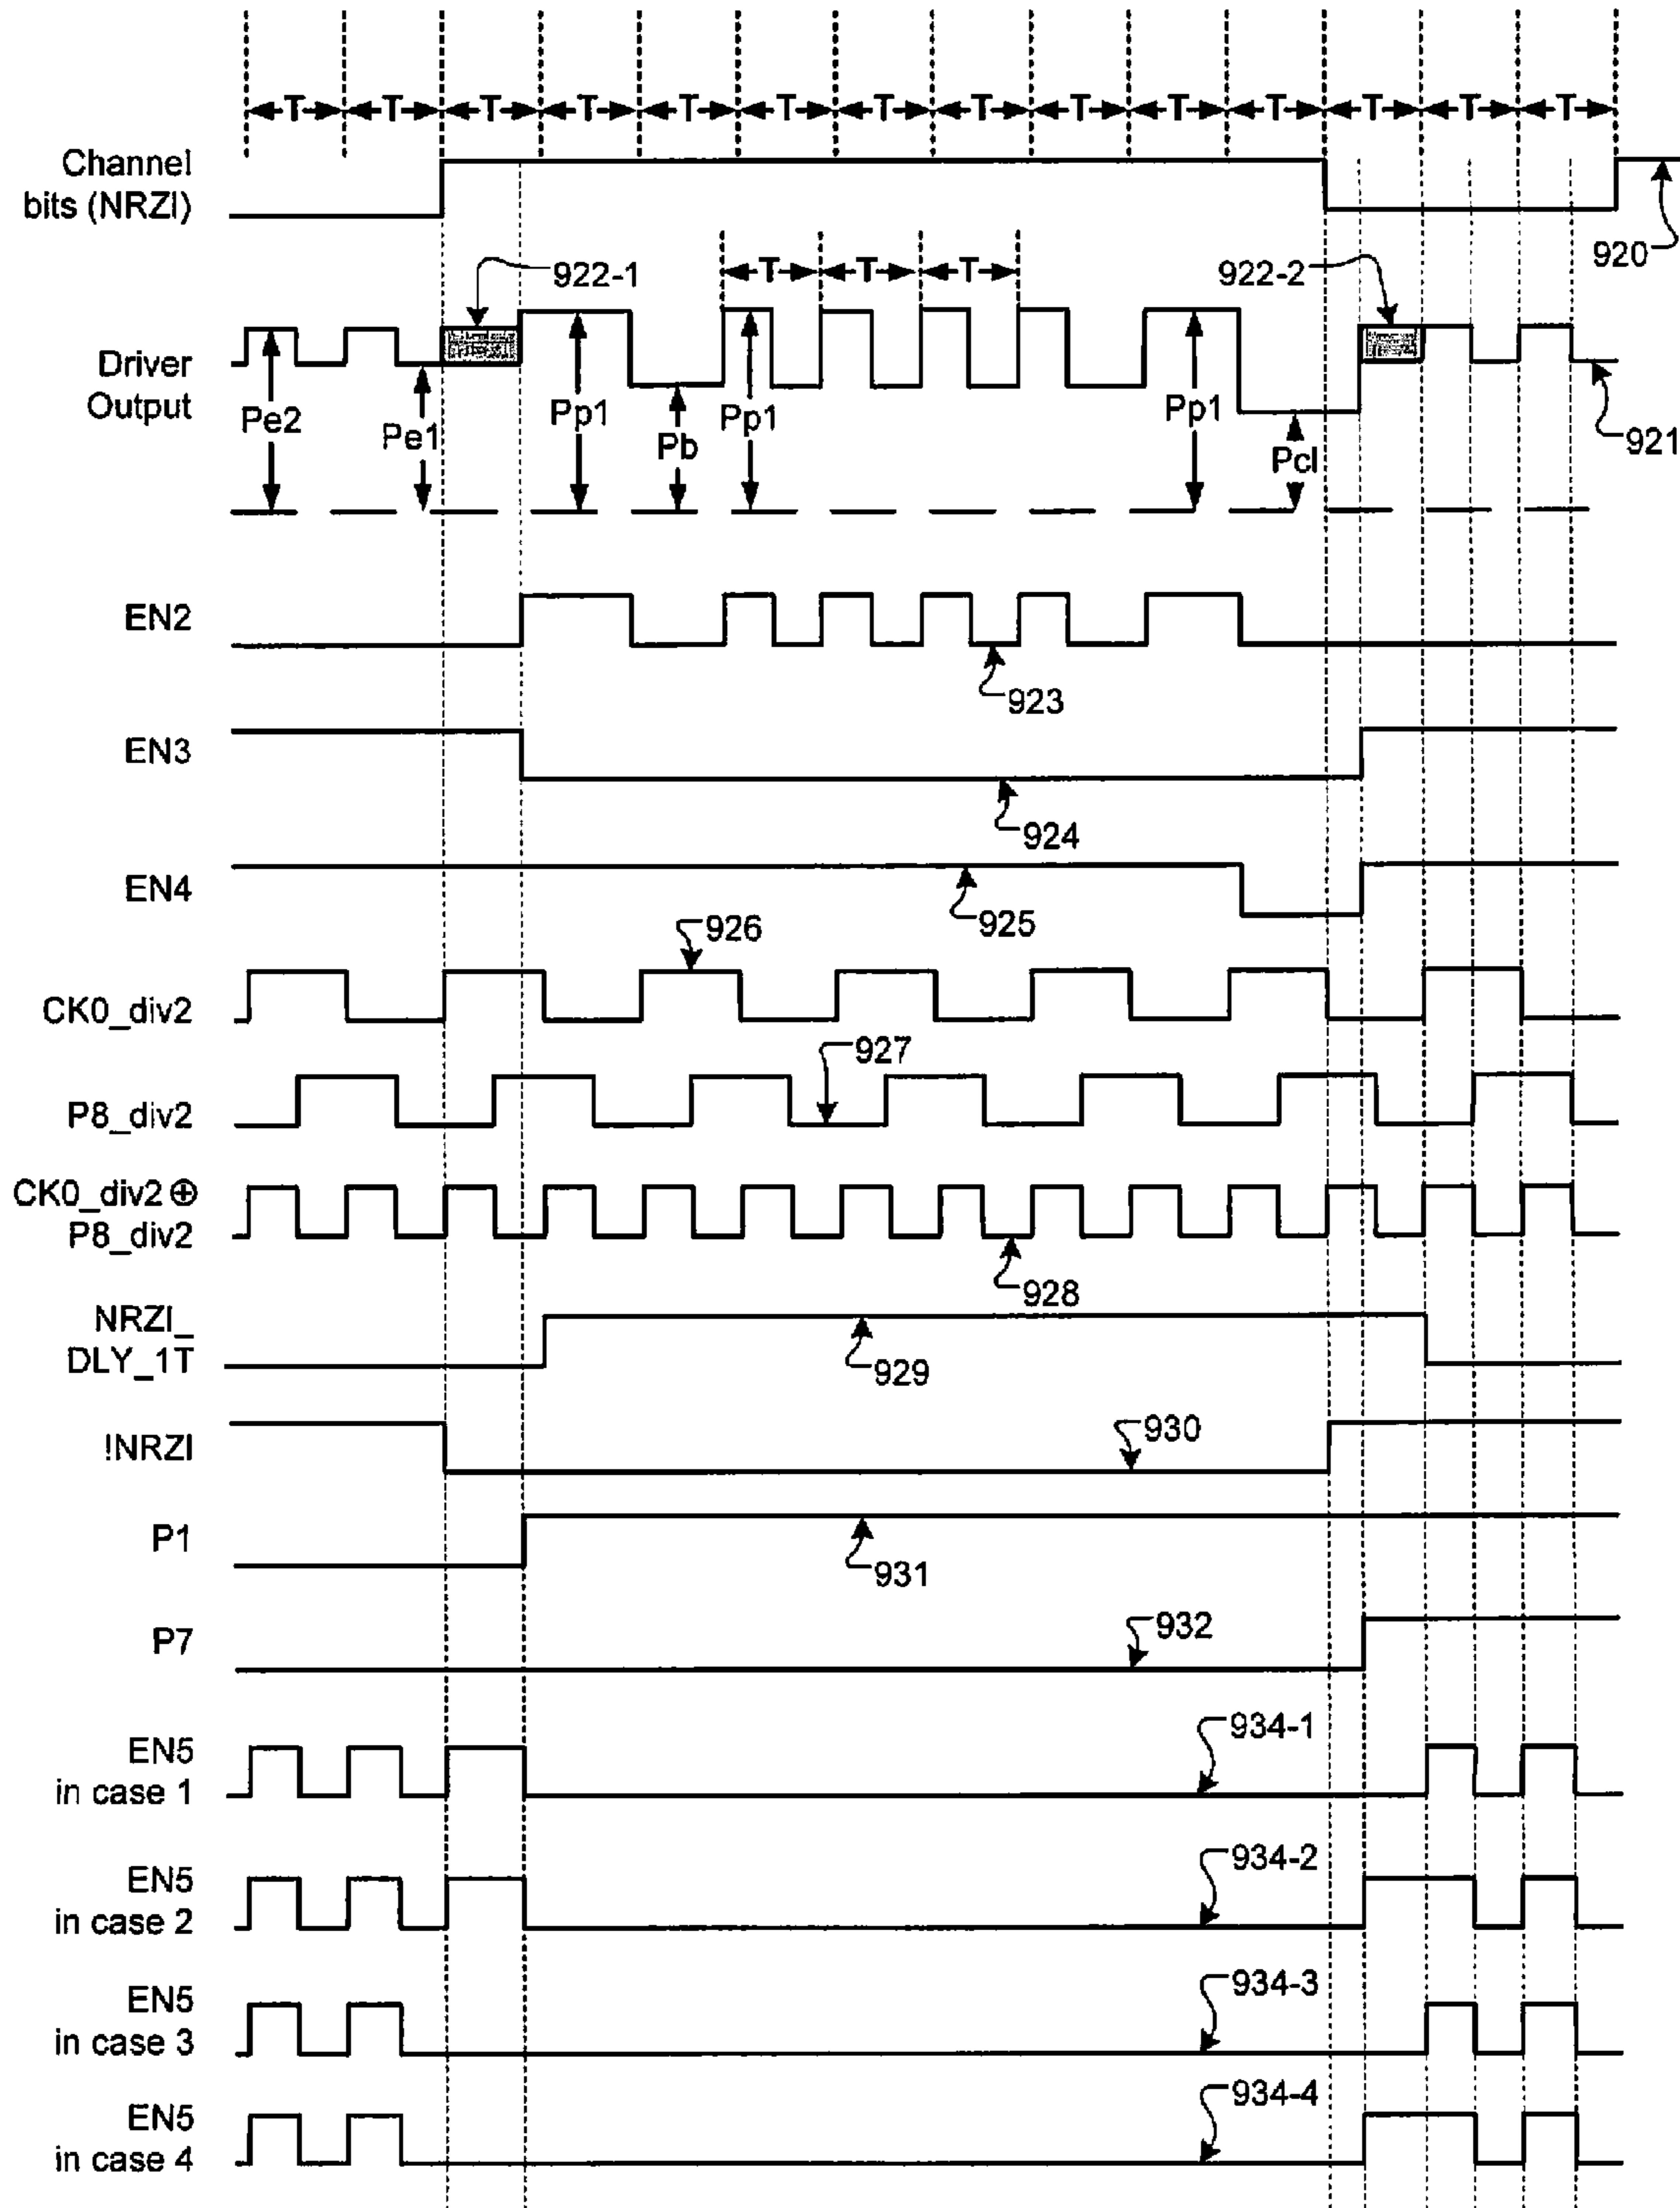 T T T T T T T T T T T T T T
Channel
bits (NRZI)
920
922-1
T T T
922-2
Driver
Output
Pe2
Pe1
Pp1
Pb
Pp1
Pp1
Pcl
921
EN2
923
EN3
924
EN4
925
926
CK0_div2
927
P8_div2
CK0_div2 ⊕
P8_div2
928
NRZI_
DLY_1T
929
!NRZI
930
P1
931
P7
932
EN5
in case 1
934-1
EN5
in case 2
934-2
EN5
in case 3
934-3
EN5
in case 4
934-4